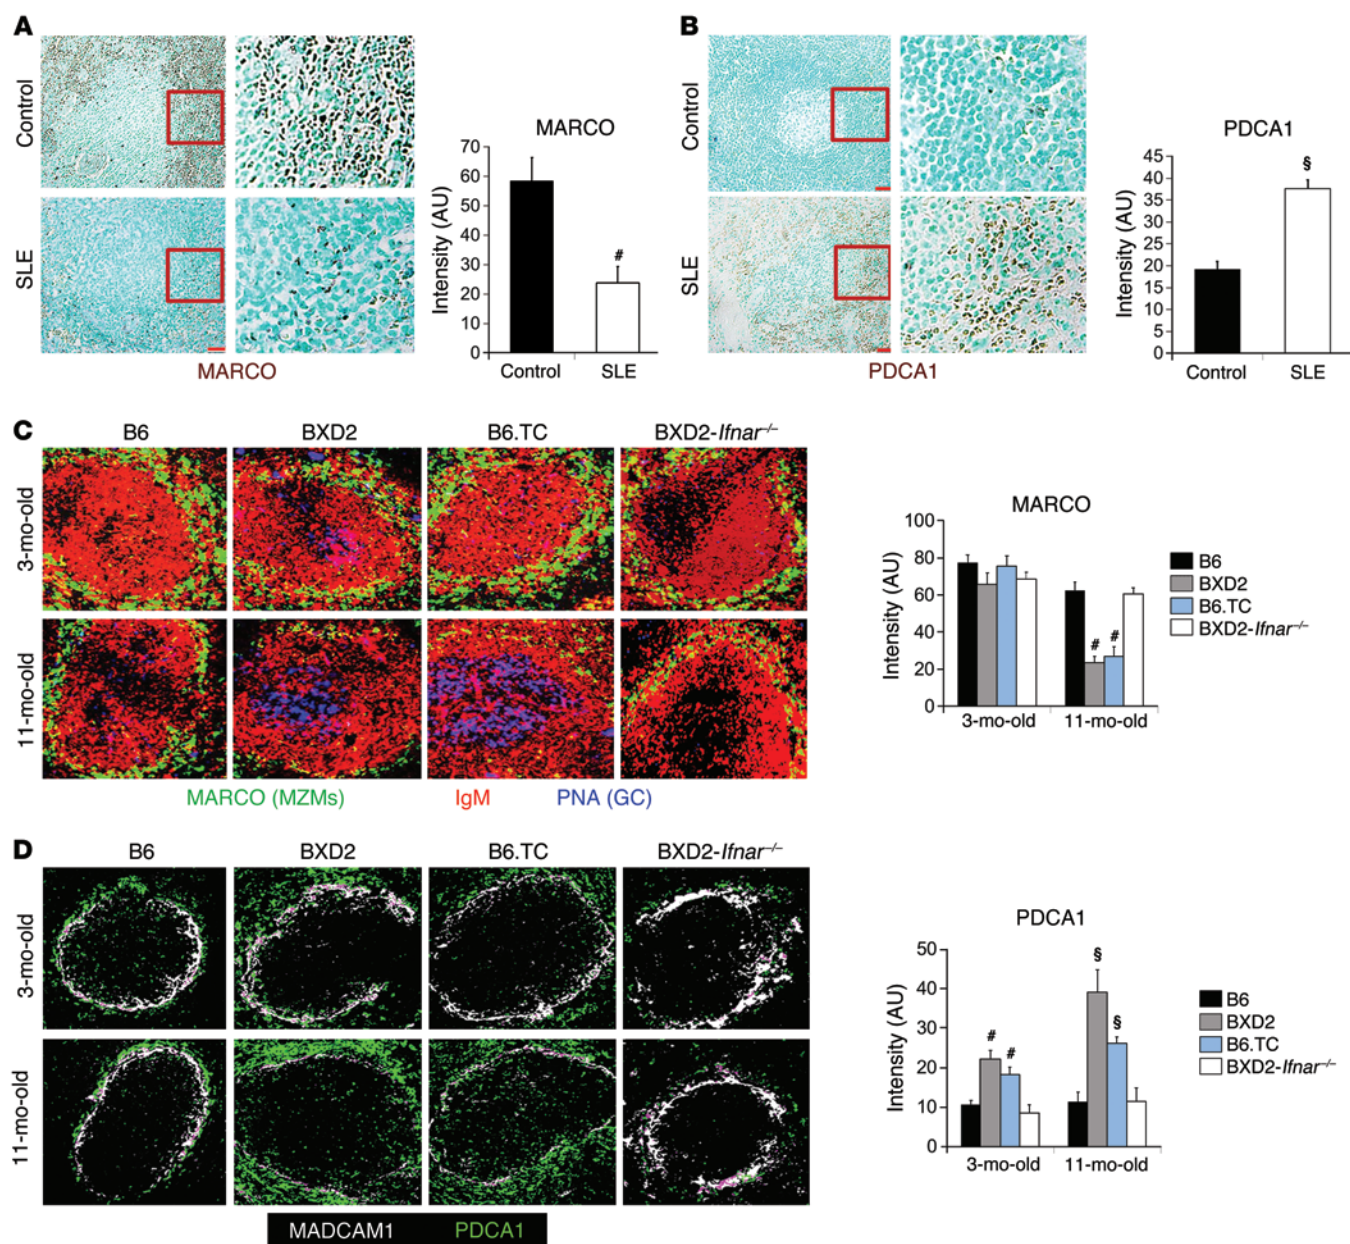 A
Control
SLE
MARCO
MARCO
Intensity (AU)
70
60
50
40
30
20
10
0
#
Control SLE
B
Control
SLE
PDCA1
PDCA1
Intensity (AU)
45
40
35
30
25
20
15
10
5
0
§
Control SLE
C
B6 BXD2 B6.TC BXD2-Ifnar–/–
3-mo-old
11-mo-old
MARCO (MZMs) IgM PNA (GC)
MARCO
Intensity (AU)
100
80
60
40
20
0
# #
3-mo-old 11-mo-old
B6
BXD2
B6.TC
BXD2-Ifnar–/–
D
B6 BXD2 B6.TC BXD2-Ifnar–/–
3-mo-old
11-mo-old
MADCAM1 PDCA1
PDCA1
Intensity (AU)
50
40
30
20
10
0
# #
§ §
3-mo-old 11-mo-old
B6
BXD2
B6.TC
BXD2-Ifnar–/–